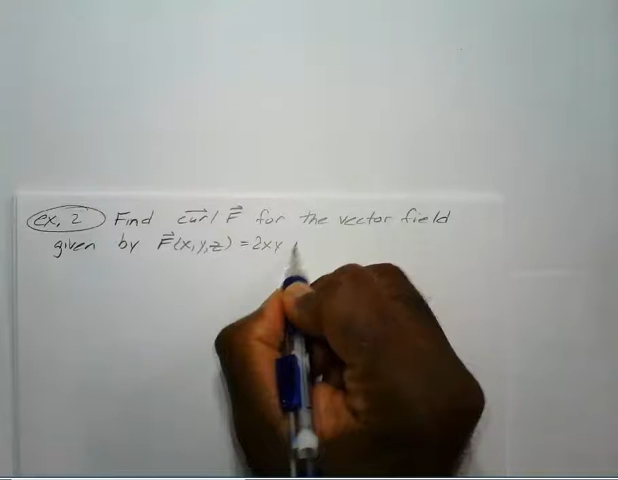 ex. 2 Find curl F⃗ for the vector field
given by F⃗(x,y,z) = 2xy